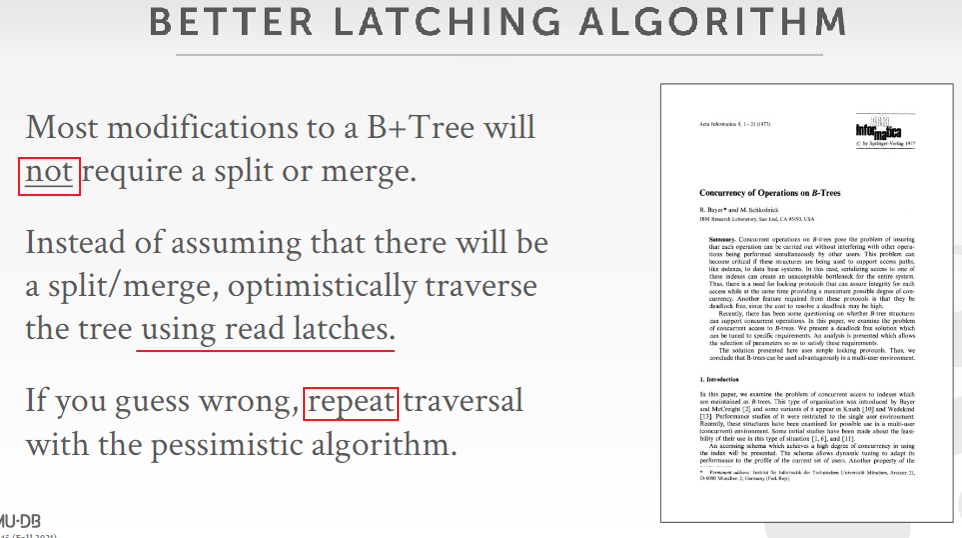 BETTER LATCHING ALGORITHM
Most modifications to a B+Tree will
not require a split or merge.
Instead of assuming that there will be
a split/merge, optimistically traverse
the tree using read latches.
If you guess wrong, repeat traversal
with the pessimistic algorithm.
Acta Informatica 9, 1—21 (1977)
acta
informatica
© by Springer-Verlag 1977
Concurrency of Operations on B-Trees
R. Bayer* and M. Schkolnick
IBM Research Laboratory, San José, CA 95193, USA
Summary. Concurrent operations on B-trees pose the problem of insuring
that each operation can be carried out without interfering with other opera-
tions being performed simultaneously by other users. This problem can
become critical if these structures are being used to support access paths,
like indexes, to data base systems. In this case, serializing access to one of
these indexes can create an unacceptable bottleneck for the entire system.
Thus, there is a need for locking protocols that can assure integrity for each
access while at the same time providing a maximum possible degree of con-
currency. Another feature required from these protocols is that they be
deadlock free, since the cost to resolve a deadlock may be high.
Recently, there has been some questioning on whether B-tree structures
can support concurrent operations. In this paper, we examine the problem
of concurrent access to B-trees. We present a deadlock free solution which
can be tuned to specific requirements. An analysis is presented which allows
the selection of parameters so as to satisfy these requirements.
The solution presented here uses simple locking protocols. Thus, we
conclude that B-trees can be used advantageously in a multi-user environment.
1. Introduction
In this paper, we examine the problem of concurrent access to indexes which
are maintained as B-trees. This type of organization was introduced by Bayer
and McCreight [2] and some variants of it appear in Knuth [10] and Wedekind
[13]. Performance studies of it were restricted to the single user environment.
Recently, these structures have been examined for possible use in a multi-user
(concurrent) environment. Some initial studies have been made about the feasi-
bility of their use in this type of situation [1, 6], and [11].
An accessing schema which achieves a high degree of concurrency in using
the index will be presented. The schema allows dynamic tuning to adapt its
performance to the profile of the current set of users. Another property of the
* Permanent address: Institut für Informatik der Technischen Universität München, Arcisstr. 21,
D-8000 München 2, Germany (Fed. Rep.)
MU·DB
45 (Fall 2021)